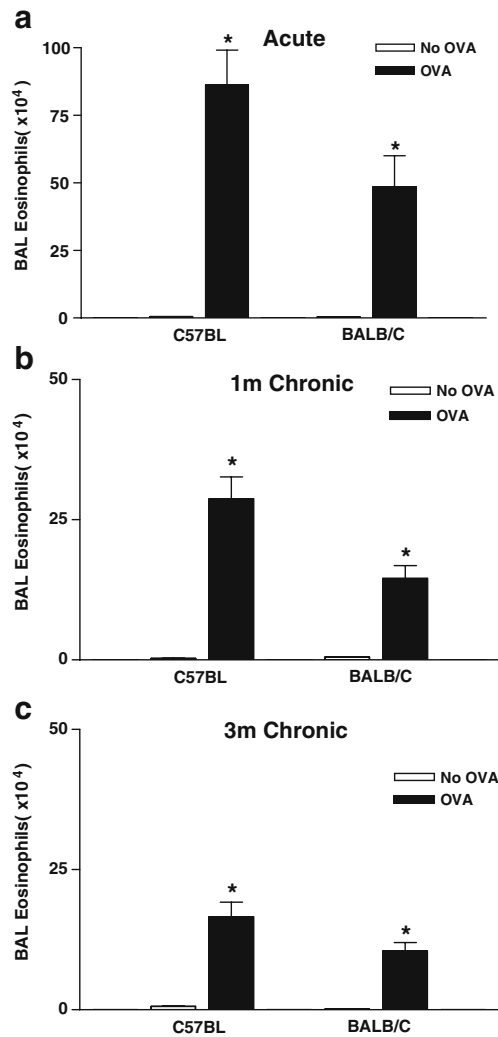 a
Acute
No OVA
OVA
BAL Eosinophils( x10⁴)
100
75
50
25
0
*
*
C57BL
BALB/C
b
1m Chronic
No OVA
OVA
BAL Eosinophils( x10⁴)
50
25
0
*
*
C57BL
BALB/C
c
3m Chronic
No OVA
OVA
BAL Eosinophils( x10⁴)
50
25
0
*
*
C57BL
BALB/C